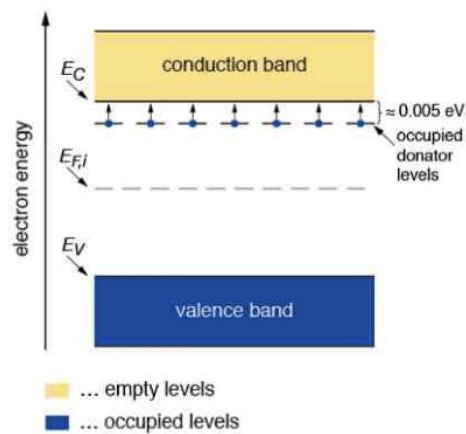 electron energy
E_C
conduction band
≈ 0.005 eV
occupied
donator
levels
E_F,i
E_V
valence band
... empty levels
... occupied levels